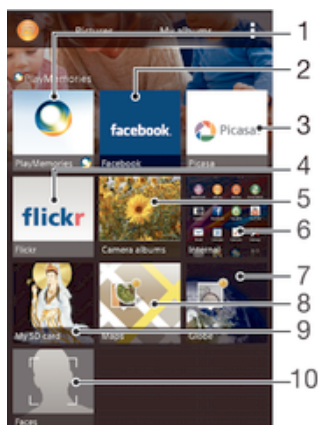 Pictures My albums
PlayMemories
PlayMemories
facebook.
Facebook
Picasa
Picasa
flickr
Flickr
Camera albums
Internal
My SD card
Maps
Globe
Faces
1
2
3
4
5
6
7
8
9
10